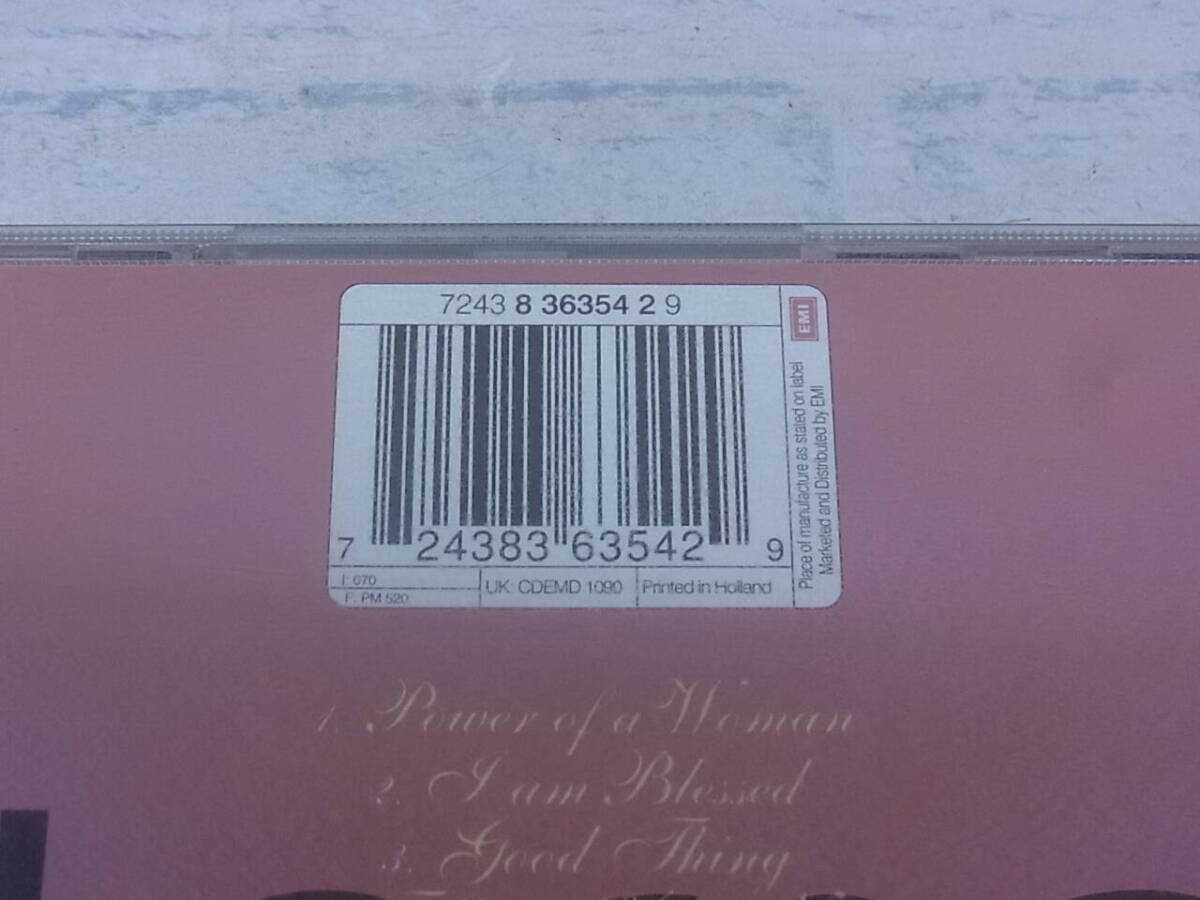 7243 8 36354 2 9
EMI
Place of manufacture as stated on label
Marketed and Distributed by EMI
7 24383 63542 9
I: 670
F: PM 520
UK: CDEMD 1090
Printed in Holland
1. Power of a Woman
2. I am Blessed
3. Good Thing